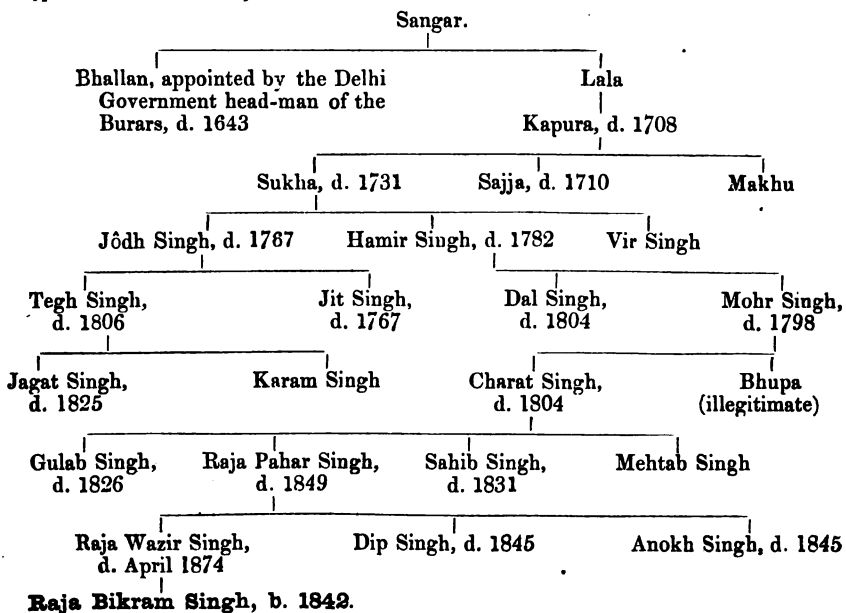 Sangar.
Bhallan, appointed by the Delhi Government head-man of the Burars, d. 1643
Lala
Kapura, d. 1708
Sukha, d. 1731 Sajja, d. 1710 Makhu
Jôdh Singh, d. 1767 Hamir Singh, d. 1782 Vir Singh
Tegh Singh, d. 1806
Jit Singh, d. 1767
Dal Singh, d. 1804
Mohr Singh, d. 1798
Jagat Singh, d. 1825
Karam Singh
Charat Singh, d. 1804
Bhupa (illegitimate)
Gulab Singh, d. 1826
Raja Pahar Singh, d. 1849
Sahib Singh, d. 1831
Mehtab Singh
Raja Wazir Singh, d. April 1874
Dip Singh, d. 1845
Anokh Singh, d. 1845
Raja Bikram Singh, b. 1842.